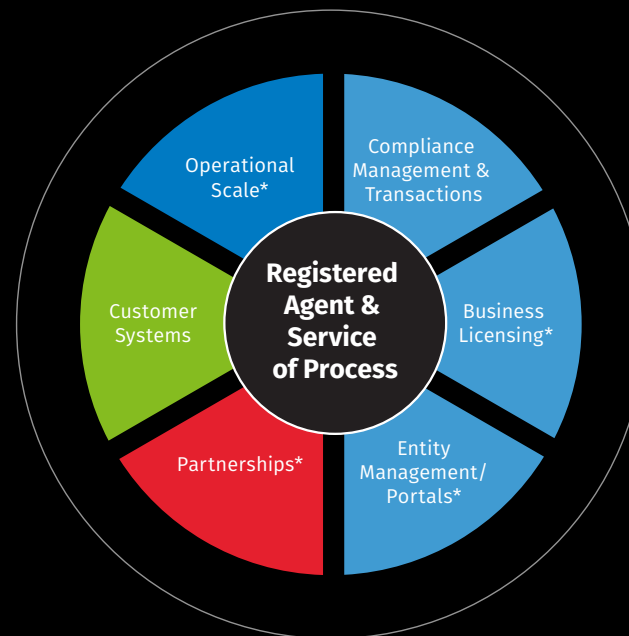 Operational
Scale*
Compliance
Management &
Transactions
Customer
Systems
Registered
Agent &
Service
of Process
Business
Licensing*
Partnerships*
Entity
Management/
Portals*